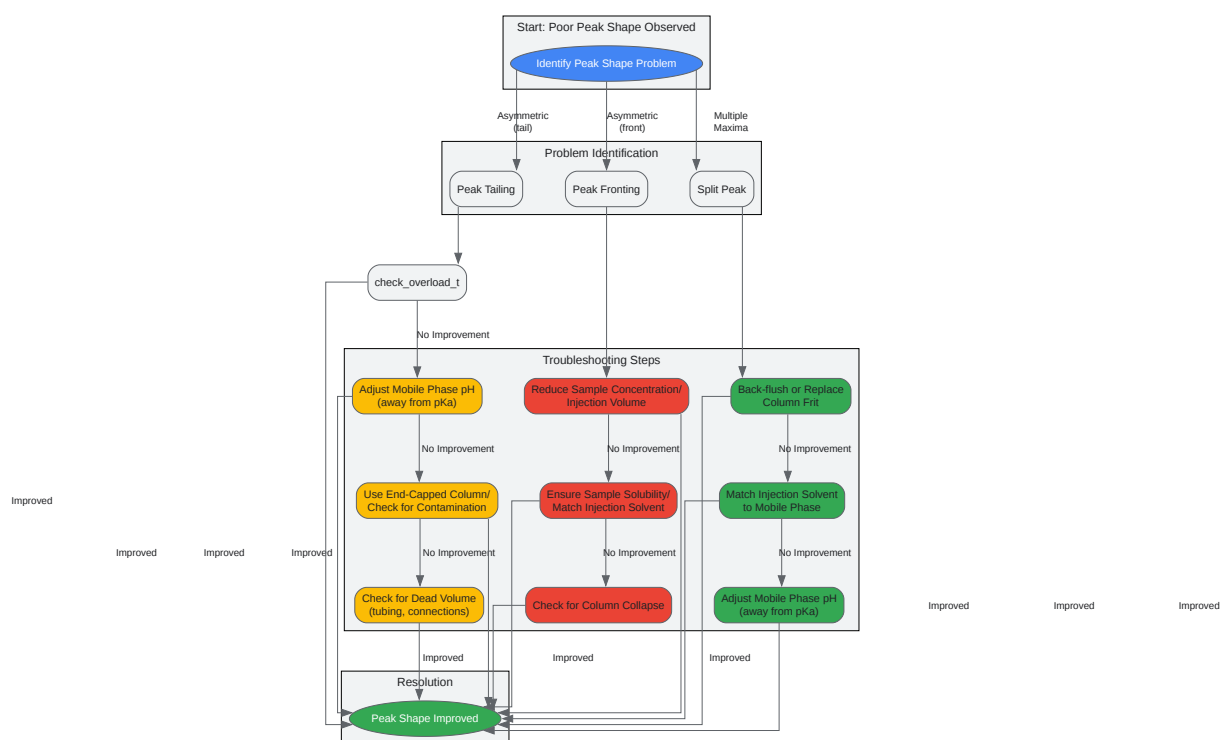 Start: Poor Peak Shape Observed
Identify Peak Shape Problem
Asymmetric
(tail)
Asymmetric
(front)
Multiple
Maxima
Problem Identification
Peak Tailing
Peak Fronting
Split Peak
check_overload_t
No Improvement
Troubleshooting Steps
Adjust Mobile Phase pH
(away from pKa)
Reduce Sample Concentration/
Injection Volume
Back-flush or Replace
Column Frit
No Improvement
No Improvement
No Improvement
Use End-Capped Column/
Check for Contamination
Ensure Sample Solubility/
Match Injection Solvent
Match Injection Solvent
to Mobile Phase
Improved
Improved
Improved
Improved
No Improvement
No Improvement
No Improvement
Check for Dead Volume
(tubing, connections)
Check for Column Collapse
Adjust Mobile Phase pH
(away from pKa)
Improved
Improved
Improved
Improved
Improved
Improved
Resolution
Peak Shape Improved